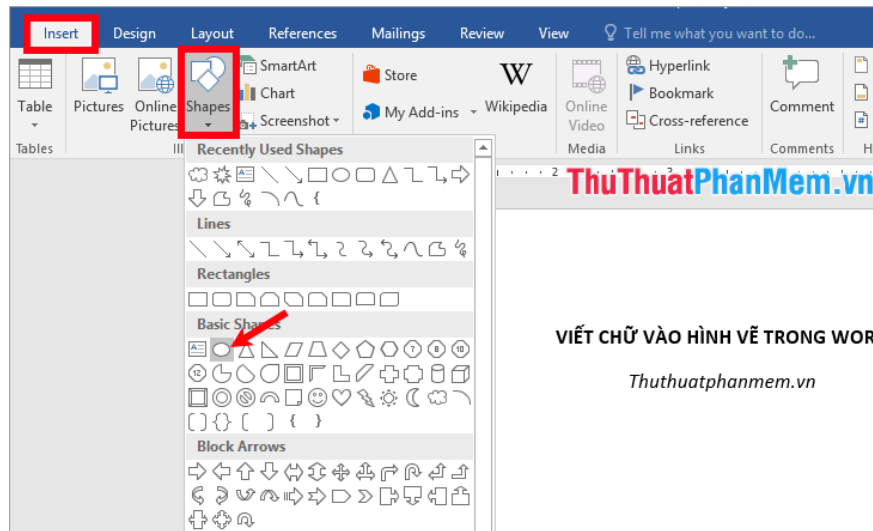 Insert Design Layout References Mailings Review View Tell me what you want to do...
SmartArt Store W Hyperlink
Chart Bookmark
Table Pictures Online Shapes My Add-ins Wikipedia Online Comment
Pictures Screenshot Video Cross-reference
Tables Media Links Comments
Recently Used Shapes
2
ThuThuatPhanMem.vn
Lines
Rectangles
Basic Shapes
VIẾT CHỮ VÀO HÌNH VẼ TRONG WOR
Thuthuatphanmem.vn
Block Arrows